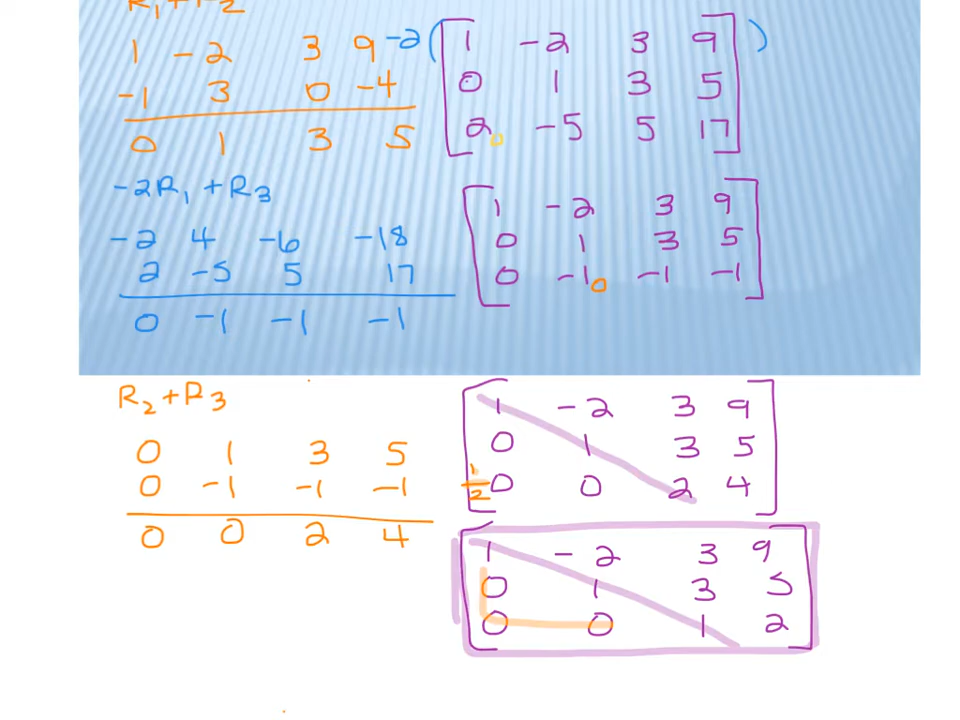 R₁ + r₂
1 -2 3 9
-1 3 0 -4
0 1 3 5
-2 ( [ 1 -2 3 9 ] )
0 1 3 5
2 0 -5 5 17
-2R₁ + R₃
-2 4 -6 -18
2 -5 5 17
0 -1 -1 -1
1 -2 3 9
0 1 3 5
0 -1 0 -1 -1
R₂ + R₃
0 1 3 5
0 -1 -1 -1
0 0 2 4
1 -2 3 9
0 1 3 5
1/2 0 0 2 4
1 -2 3 9
0 1 3 5
0 0 1 2